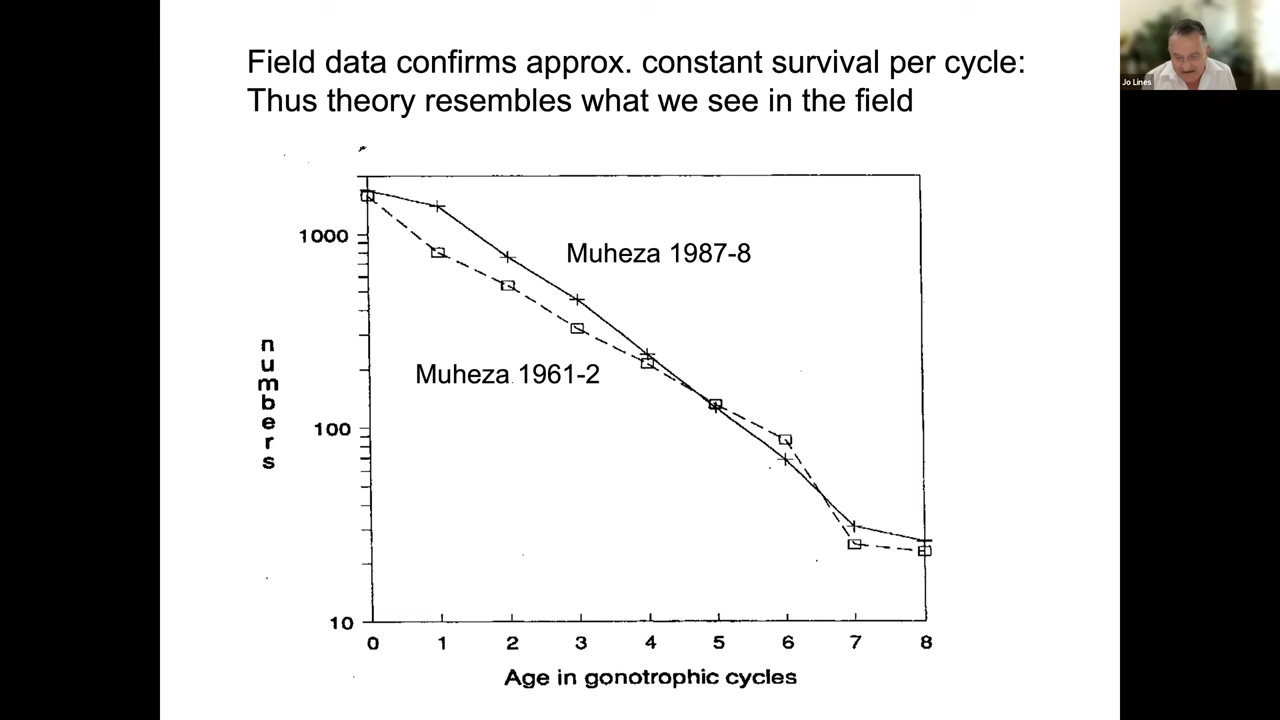 Field data confirms approx. constant survival per cycle:
Thus theory resembles what we see in the field
Jo Lines
1000
100
10
numbers
Muheza 1987-8
Muheza 1961-2
0 1 2 3 4 5 6 7 8
Age in gonotrophic cycles